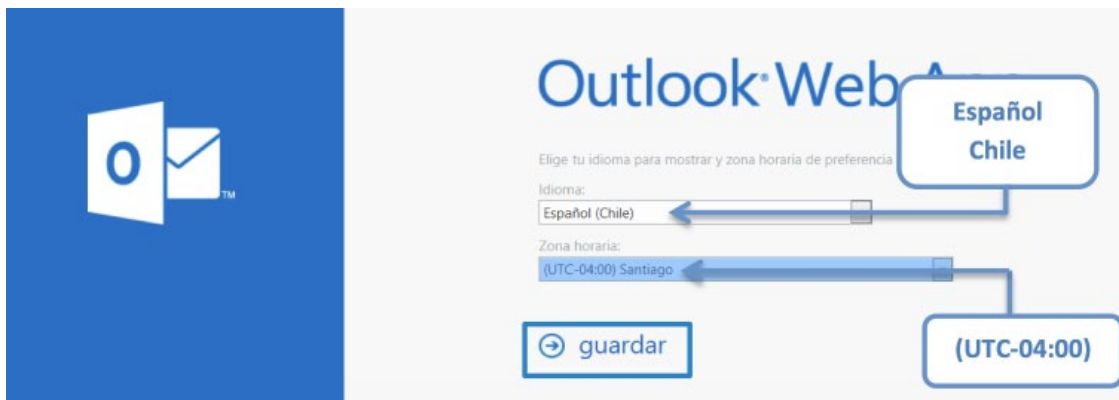 Outlook Web
Español
Chile
Elige tu idioma para mostrar y zona horaria de preferencia
Idioma:
Español (Chile)
Zona horaria:
(UTC-04:00) Santiago
guardar
(UTC-04:00)
O
TM